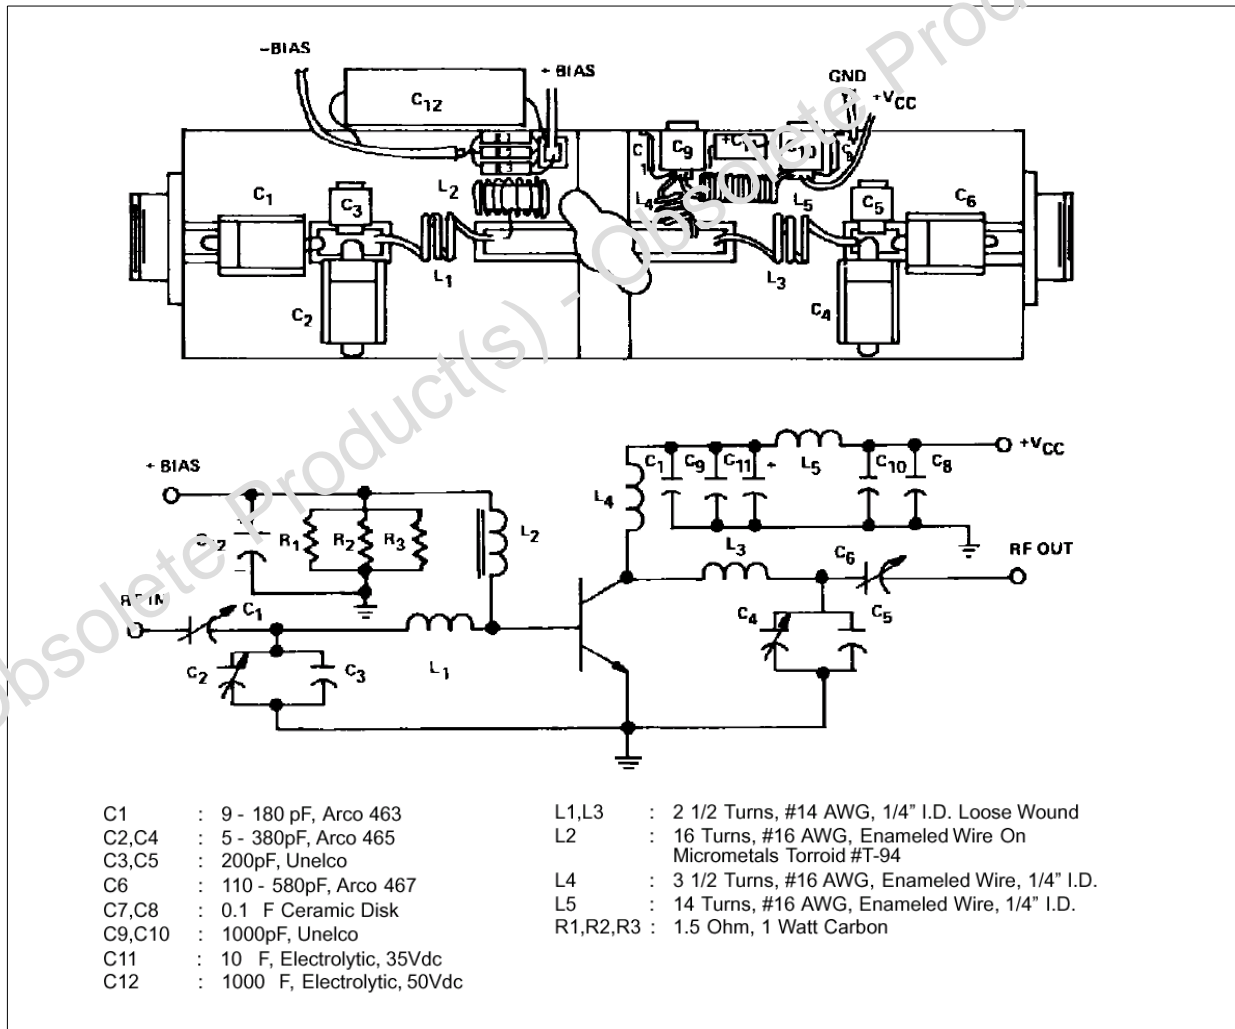 –BIAS
+ BIAS
GND
+VCC
C12
C9
+C1
C1
C3
L2
L4
L5
C5
C6
L1
L3
C2
C4
Obsolete Product(s) - Obsolete Prod
+ BIAS
C1 C9 C11 + L5 C10 C8 +VCC
L4
C12 R1 R2 R3 L2
L3 C6 RF OUT
C1
C4 C5
C2 C3 L1
C1 : 9 - 180 pF, Arco 463
C2,C4 : 5 - 380pF, Arco 465
C3,C5 : 200pF, Unelco
C6 : 110 - 580pF, Arco 467
C7,C8 : 0.1 F Ceramic Disk
C9,C10 : 1000pF, Unelco
C11 : 10 F, Electrolytic, 35Vdc
C12 : 1000 F, Electrolytic, 50Vdc
L1,L3 : 2 1/2 Turns, #14 AWG, 1/4” I.D. Loose Wound
L2 : 16 Turns, #16 AWG, Enameled Wire On
Micrometals Torroid #T-94
L4 : 3 1/2 Turns, #16 AWG, Enameled Wire, 1/4” I.D.
L5 : 14 Turns, #16 AWG, Enameled Wire, 1/4” I.D.
R1,R2,R3 : 1.5 Ohm, 1 Watt Carbon